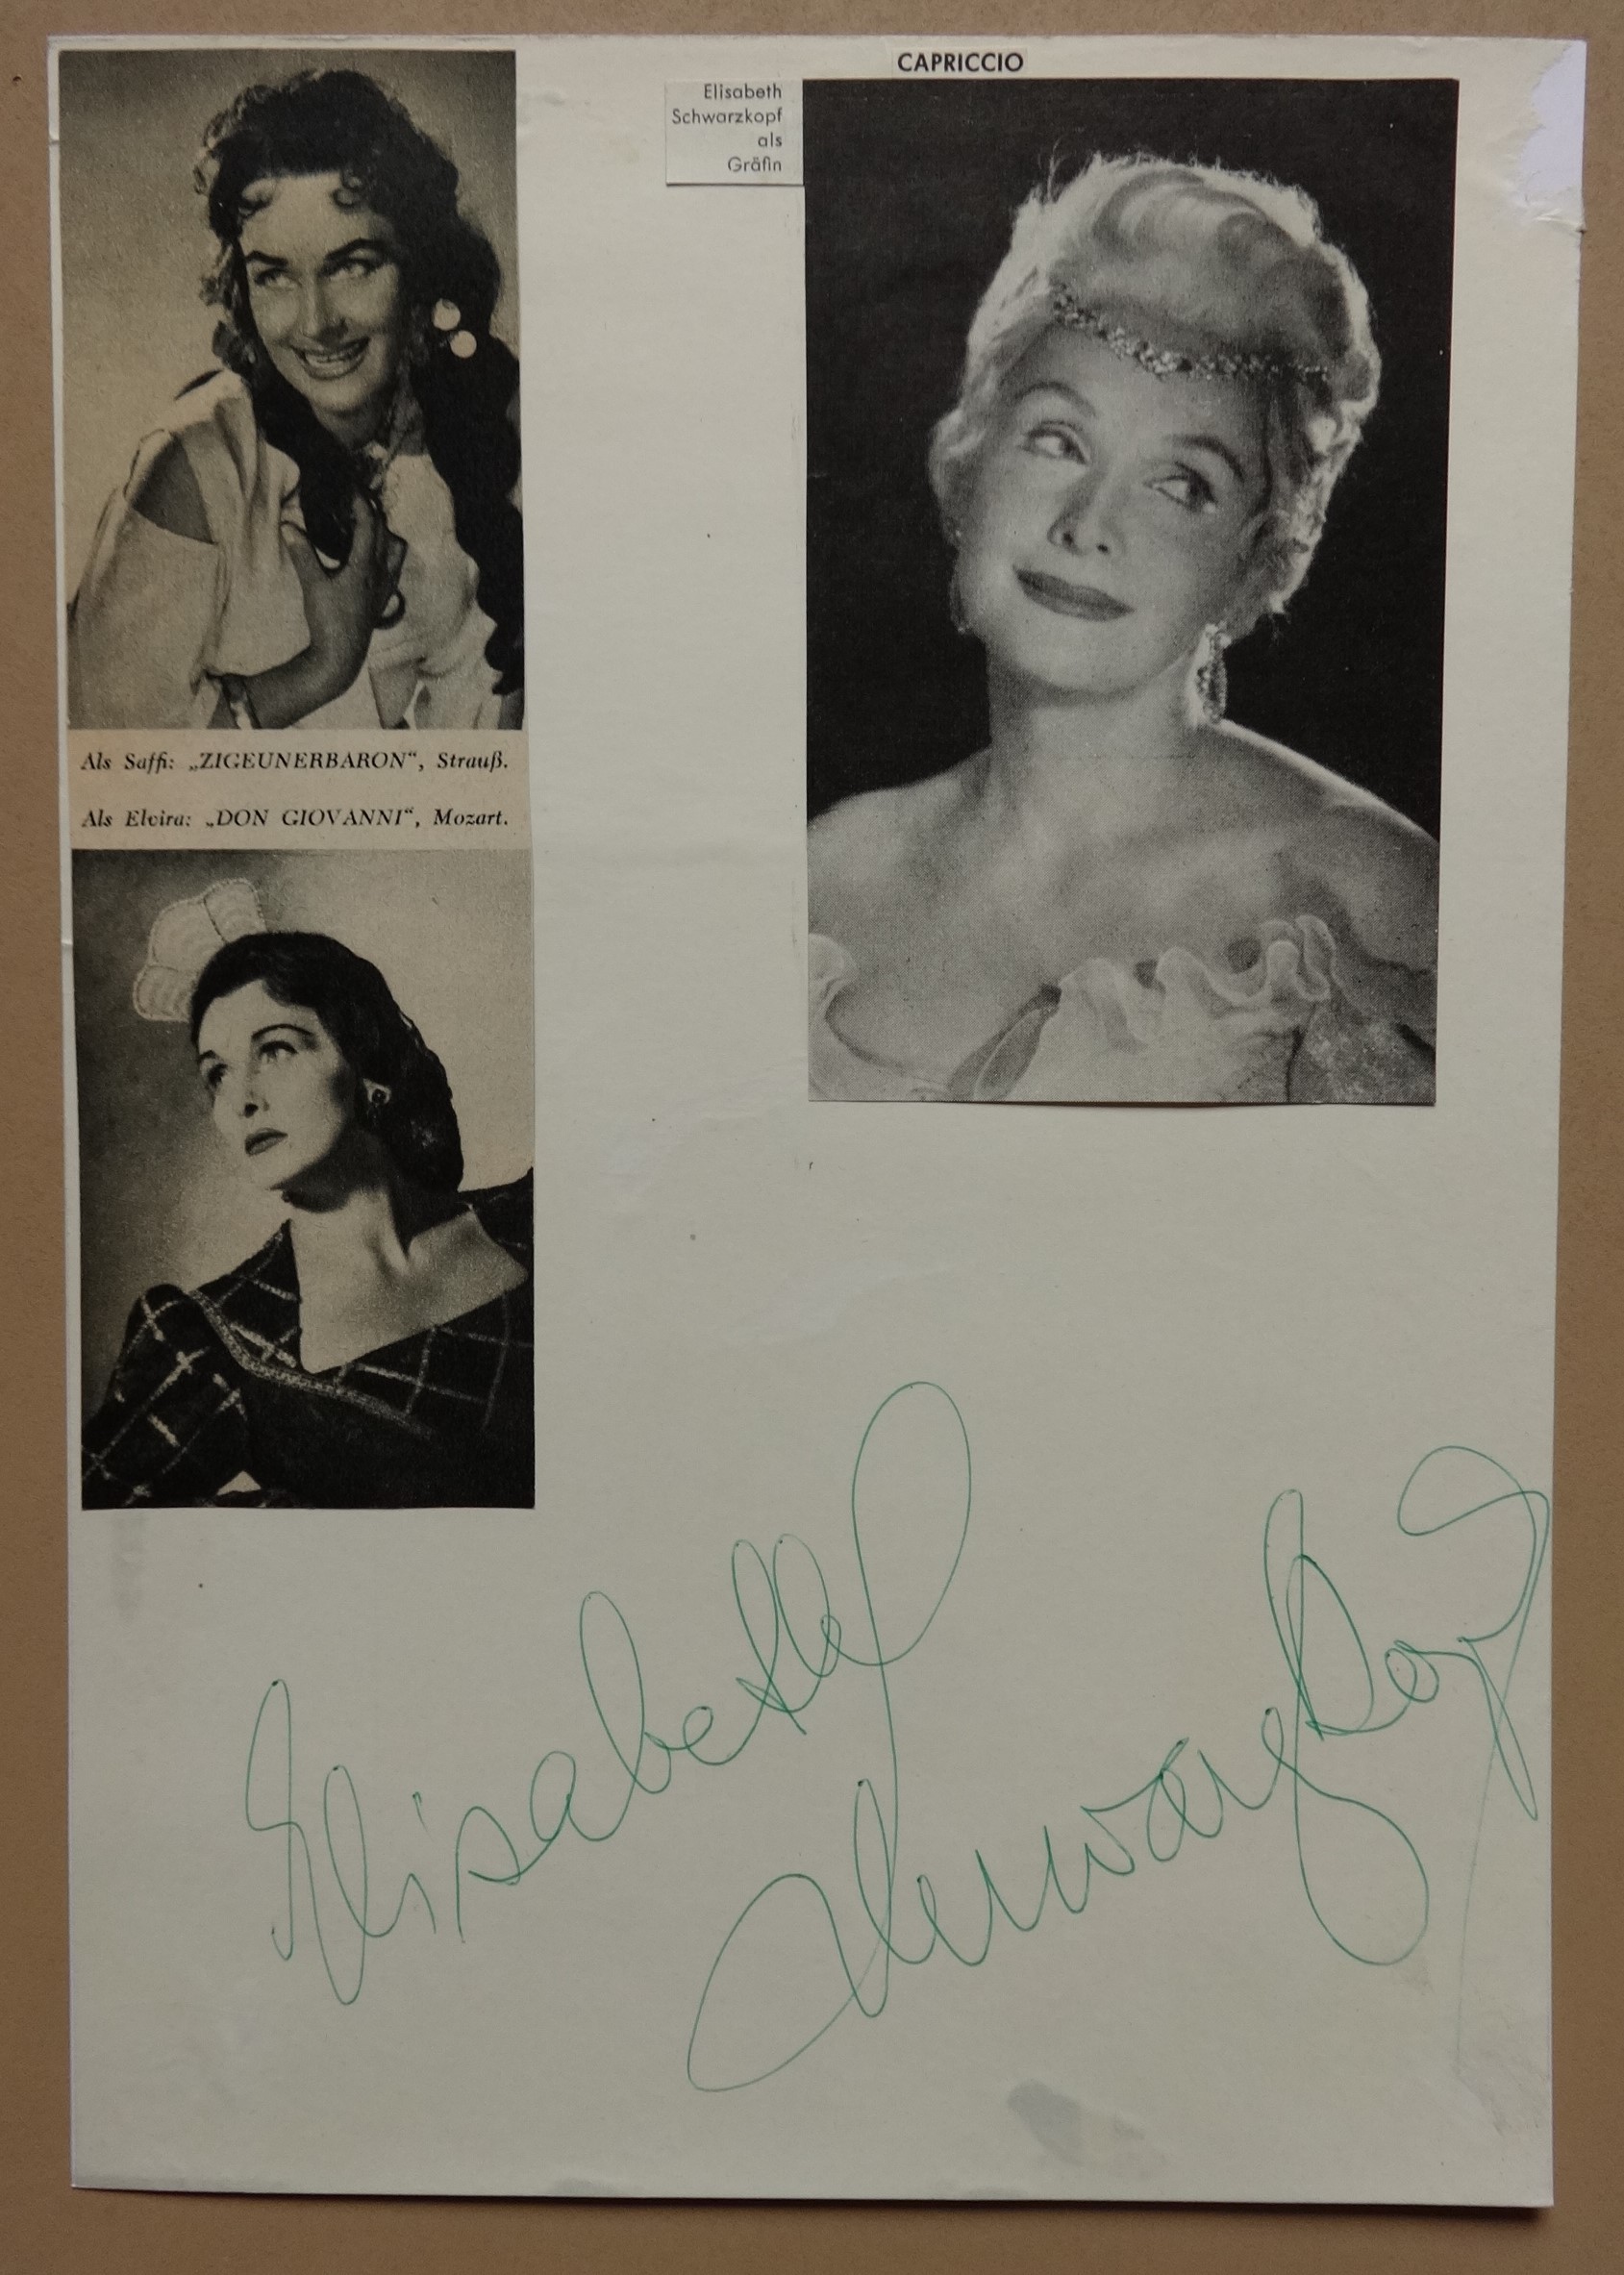 CAPRICCIO
Elisabeth
Schwarzkopf
als
Gräfin
Als Saffi: „ZIGEUNERBARON“, Strauß.
Als Elvira: „DON GIOVANNI“, Mozart.
Elisabeth
Schwarzkopf